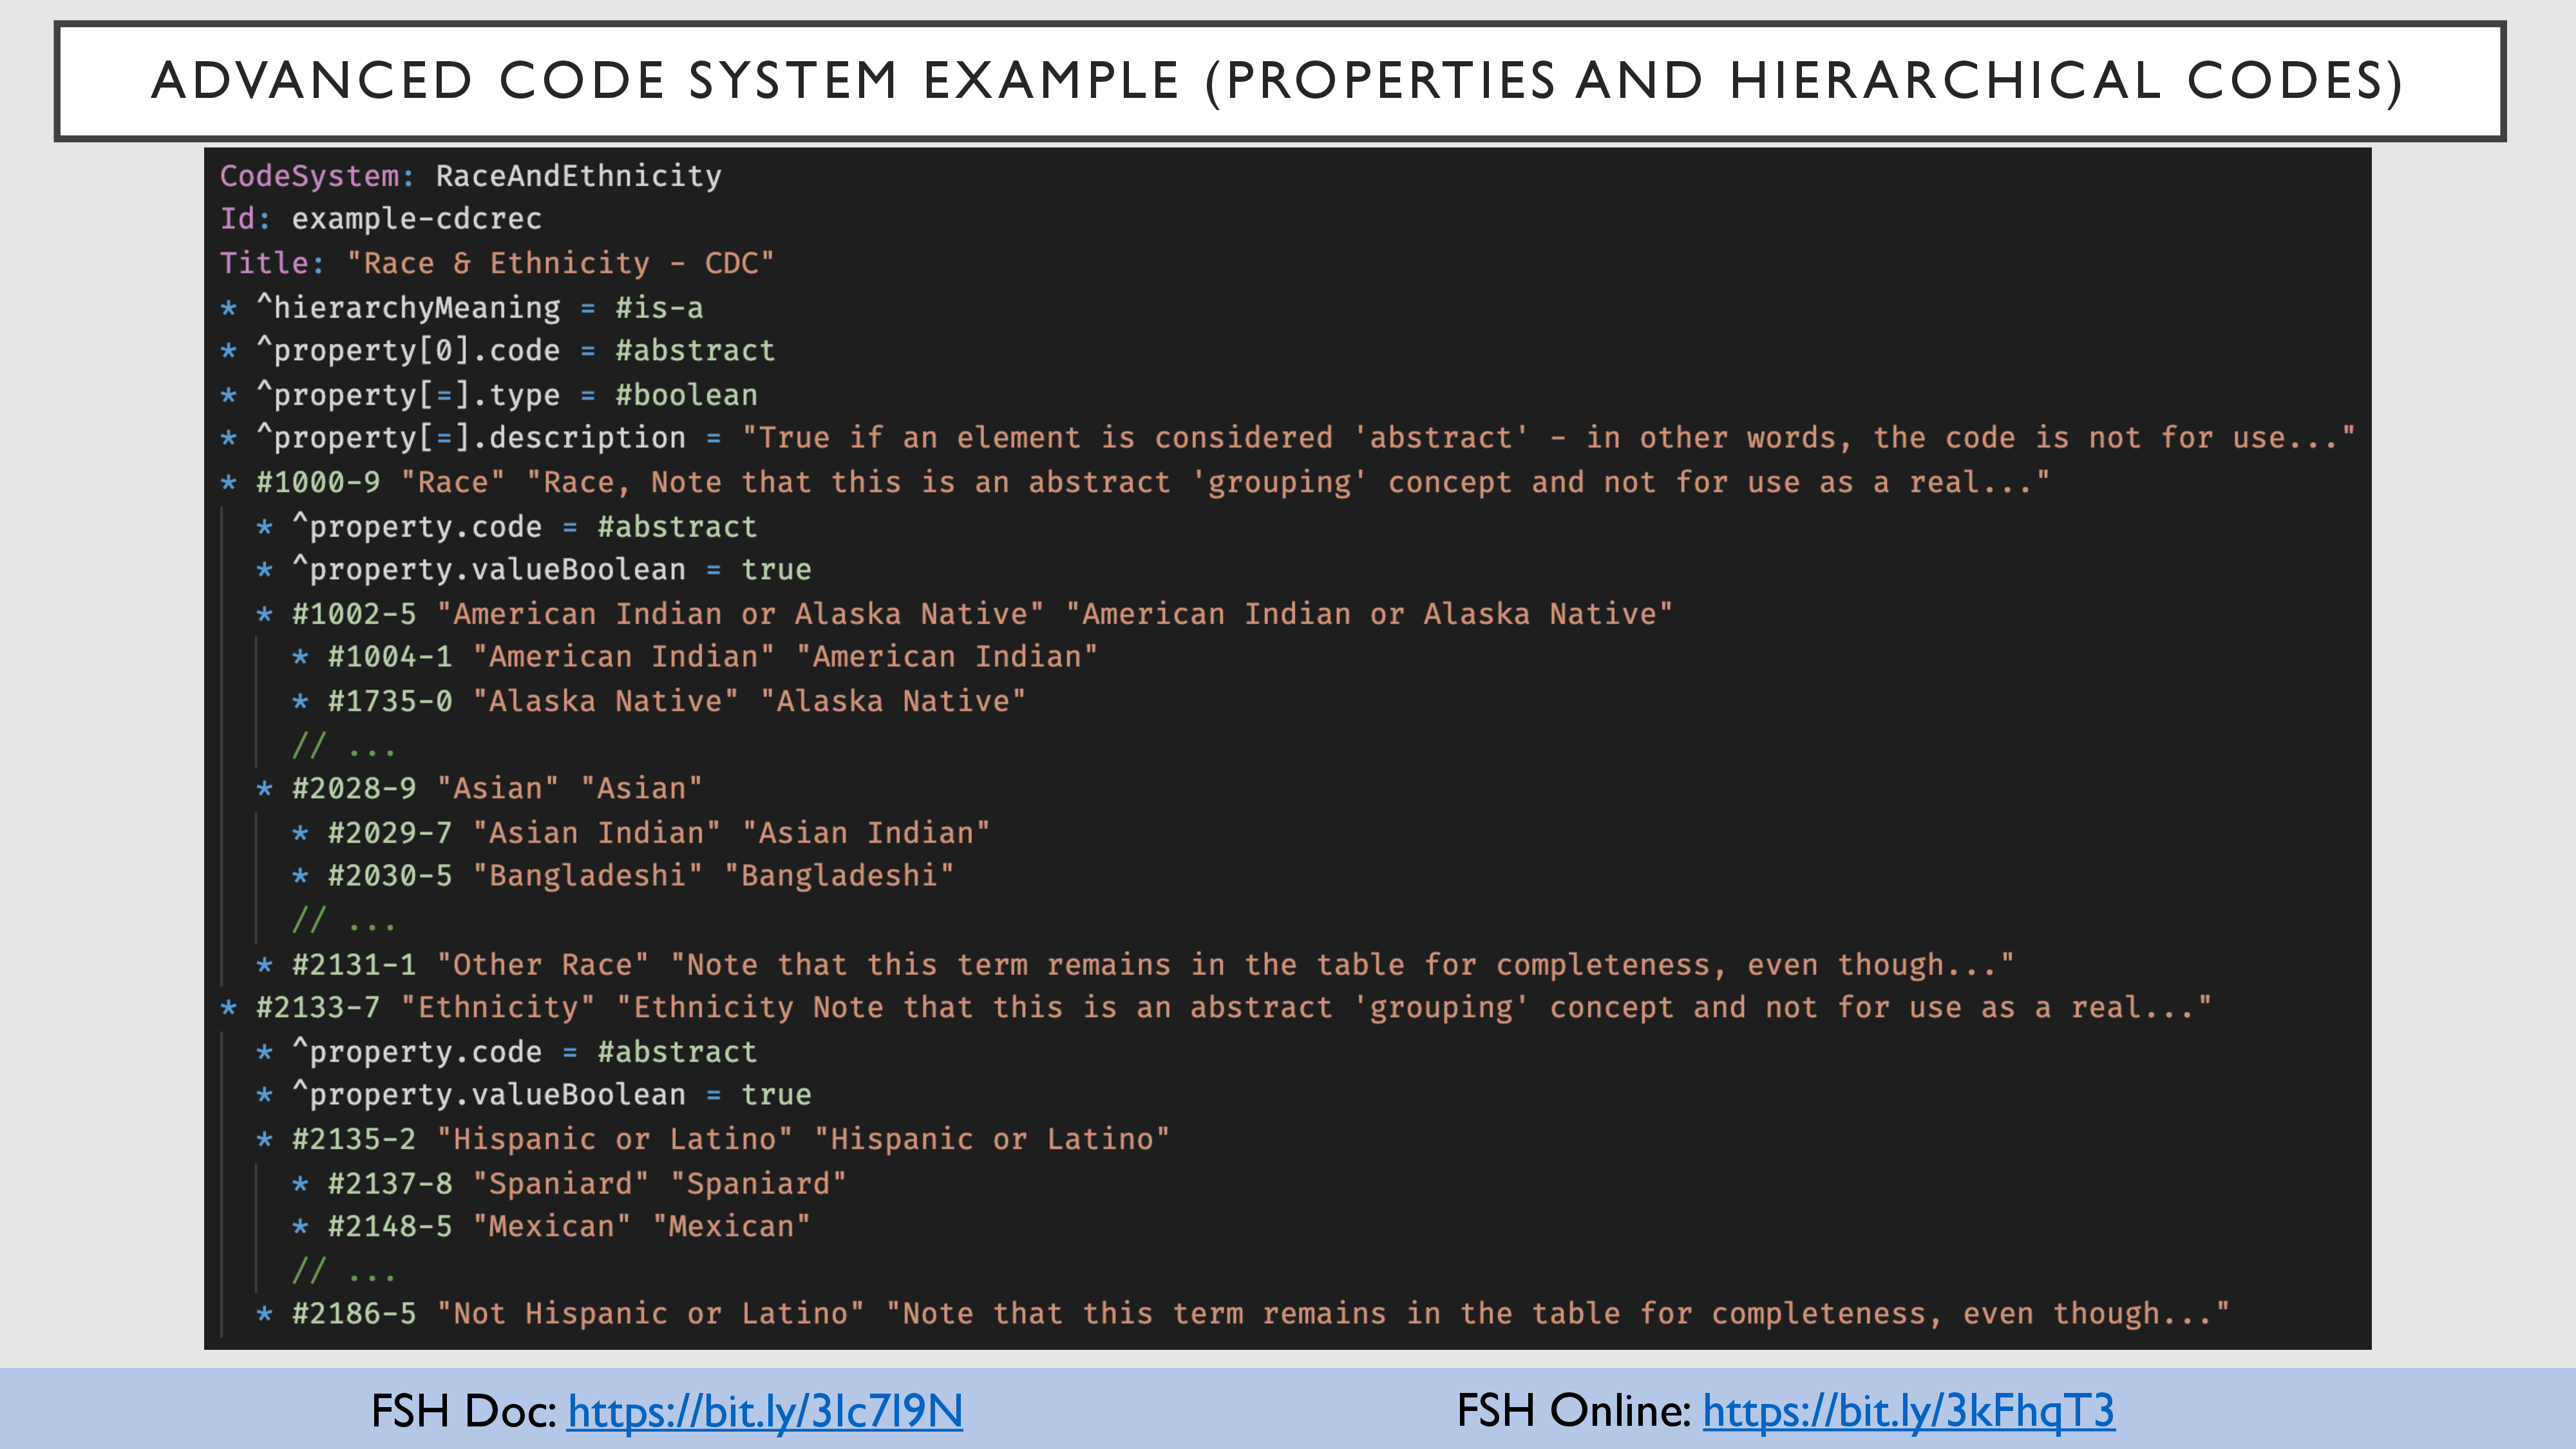 ADVANCED CODE SYSTEM EXAMPLE (PROPERTIES AND HIERARCHICAL CODES)
CodeSystem: RaceAndEthnicity
Id: example-cdcrec
Title: "Race & Ethnicity - CDC"
* ^hierarchyMeaning = #is-a
* ^property[0].code = #abstract
* ^property[=].type = #boolean
* ^property[=].description = "True if an element is considered 'abstract' - in other words, the code is not for use..."
* #1000-9 "Race" "Race, Note that this is an abstract 'grouping' concept and not for use as a real..."
* ^property.code = #abstract
* ^property.valueBoolean = true
* #1002-5 "American Indian or Alaska Native" "American Indian or Alaska Native"
* #1004-1 "American Indian" "American Indian"
* #1735-0 "Alaska Native" "Alaska Native"
// ...
* #2028-9 "Asian" "Asian"
* #2029-7 "Asian Indian" "Asian Indian"
* #2030-5 "Bangladeshi" "Bangladeshi"
// ...
* #2131-1 "Other Race" "Note that this term remains in the table for completeness, even though..."
* #2133-7 "Ethnicity" "Ethnicity Note that this is an abstract 'grouping' concept and not for use as a real..."
* ^property.code = #abstract
* ^property.valueBoolean = true
* #2135-2 "Hispanic or Latino" "Hispanic or Latino"
* #2137-8 "Spaniard" "Spaniard"
* #2148-5 "Mexican" "Mexican"
// ...
* #2186-5 "Not Hispanic or Latino" "Note that this term remains in the table for completeness, even though..."
FSH Doc: https://bit.ly/3lc7l9N
FSH Online: https://bit.ly/3kFhqT3